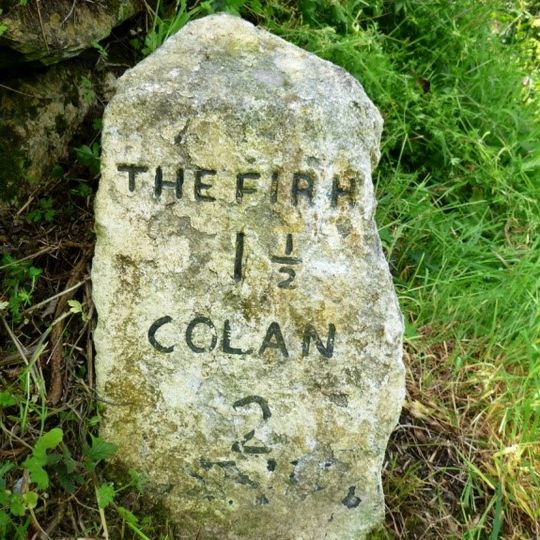 THE FIRH
1 1/2
COLAN
2